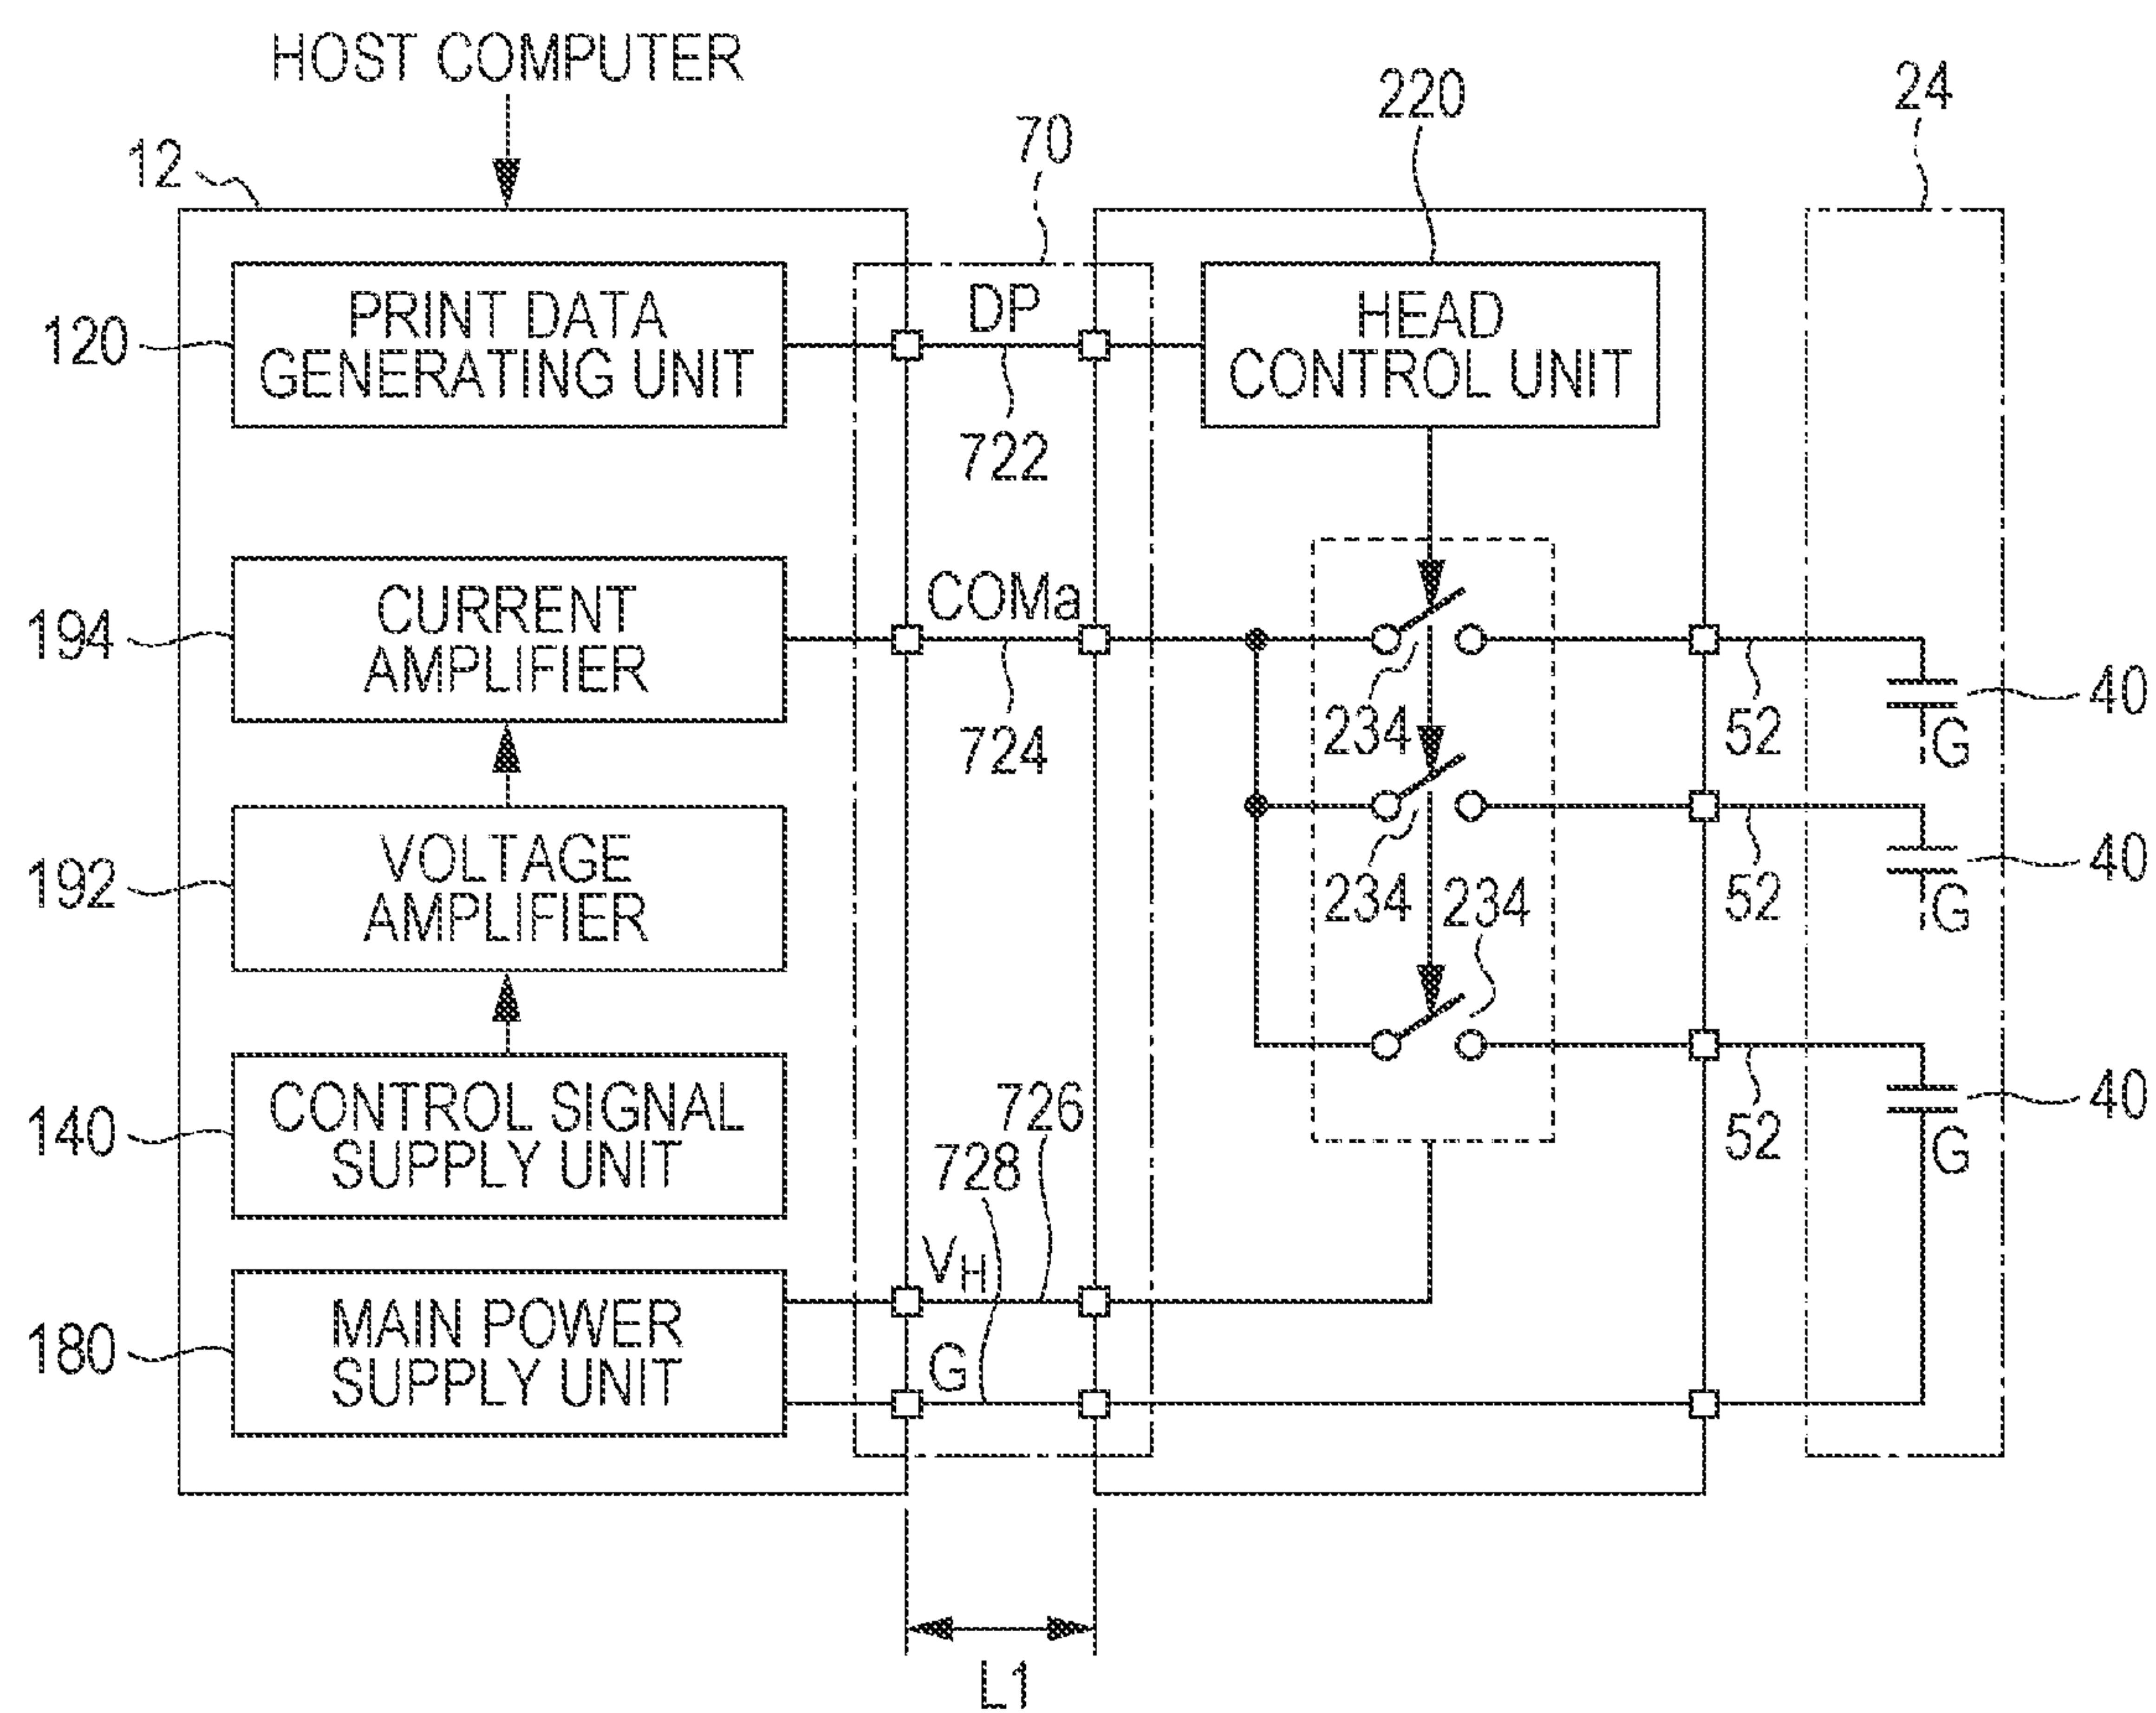 HOST COMPUTER
12
70
220
24
120
PRINT DATA
GENERATING UNIT
DP
722
HEAD
CONTROL UNIT
194
CURRENT
AMPLIFIER
COMa
724
234
52
40
G
192
VOLTAGE
AMPLIFIER
234
234
52
40
G
140
CONTROL SIGNAL
SUPPLY UNIT
726
728
52
40
G
180
MAIN POWER
SUPPLY UNIT
VH
G
L1